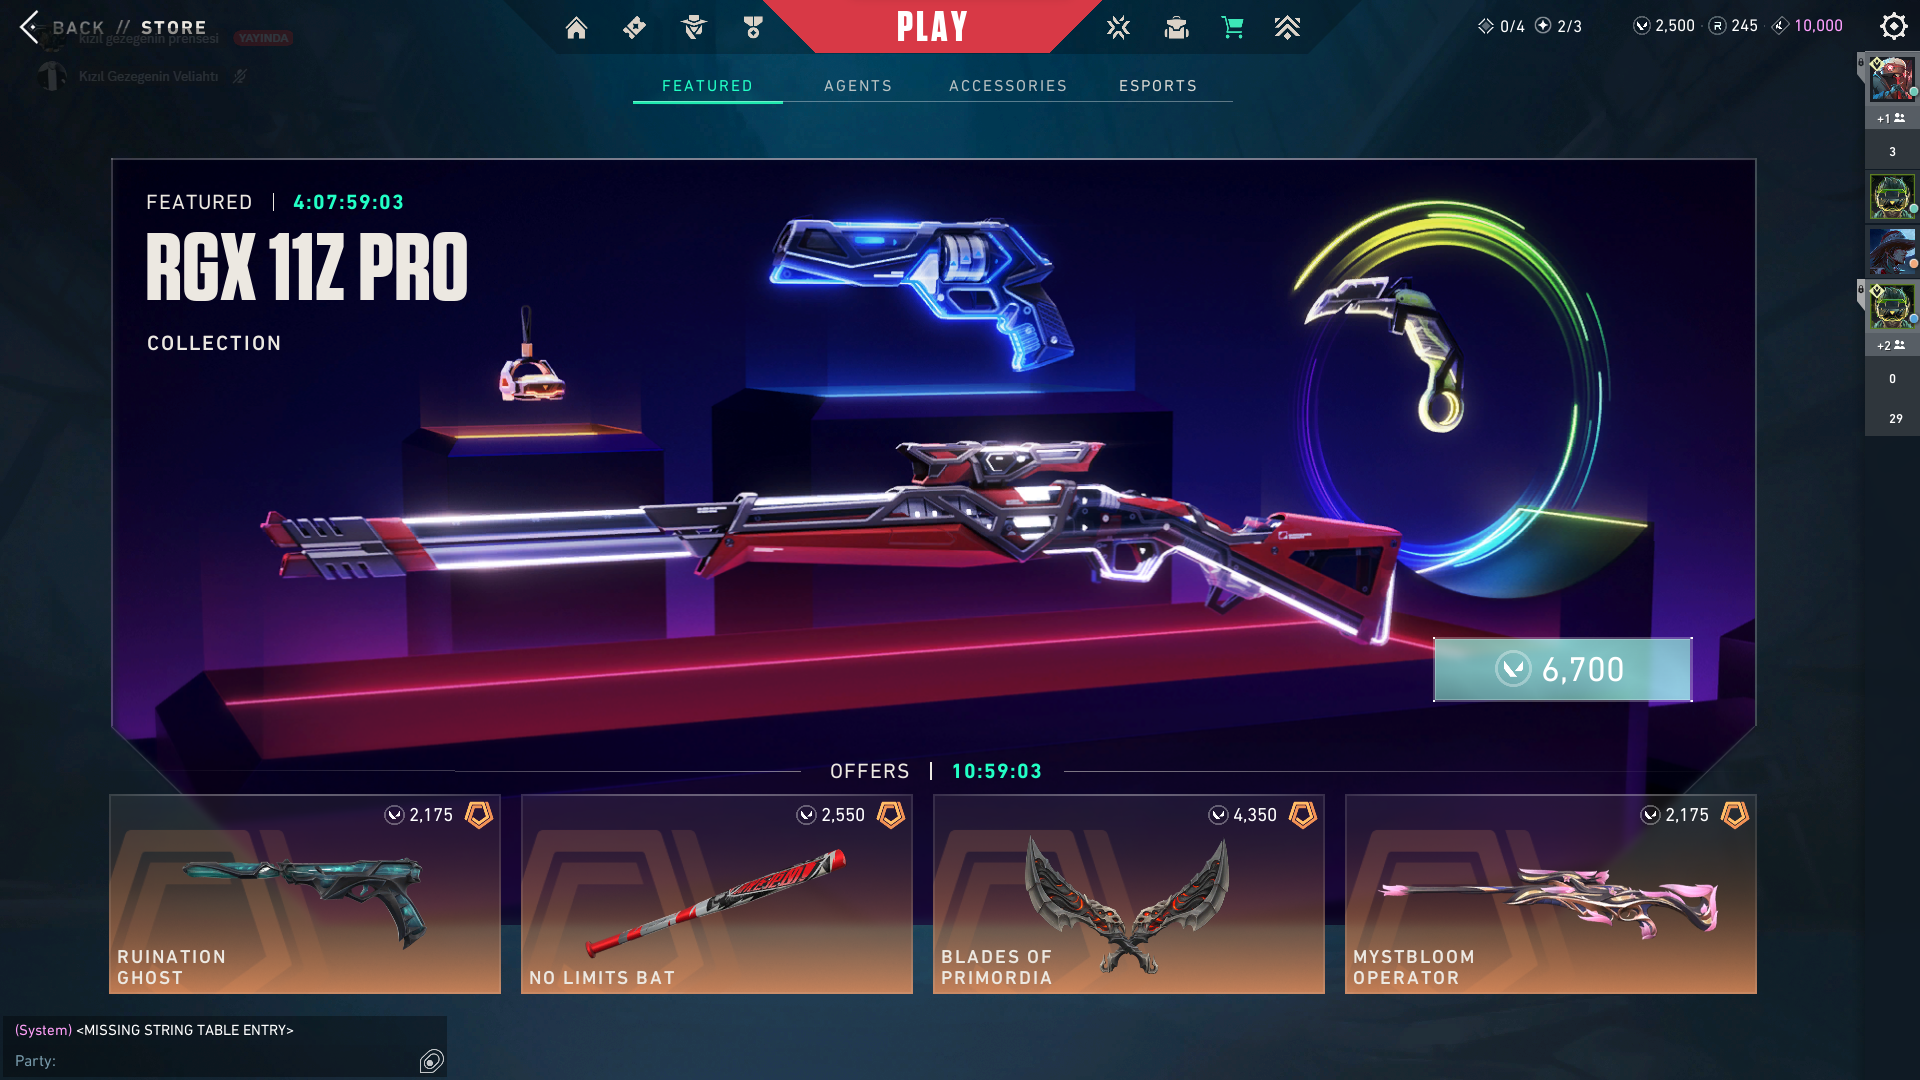 BACK // STORE
kızıl gezegenin prensesi YAYINDA
Kızıl Gezegenin Veliahtı
PLAY
0/4 2/3 2,500 R 245 10,000
FEATURED AGENTS ACCESSORIES ESPORTS
+1
3
+2
0
29
FEATURED | 4:07:59:03
RGX 11Z PRO
COLLECTION
6,700
OFFERS | 10:59:03
2,175
RUINATION
GHOST
2,550
NO LIMITS BAT
4,350
BLADES OF
PRIMORDIA
2,175
MYSTBLOOM
OPERATOR
(System) <MISSING STRING TABLE ENTRY>
Party: